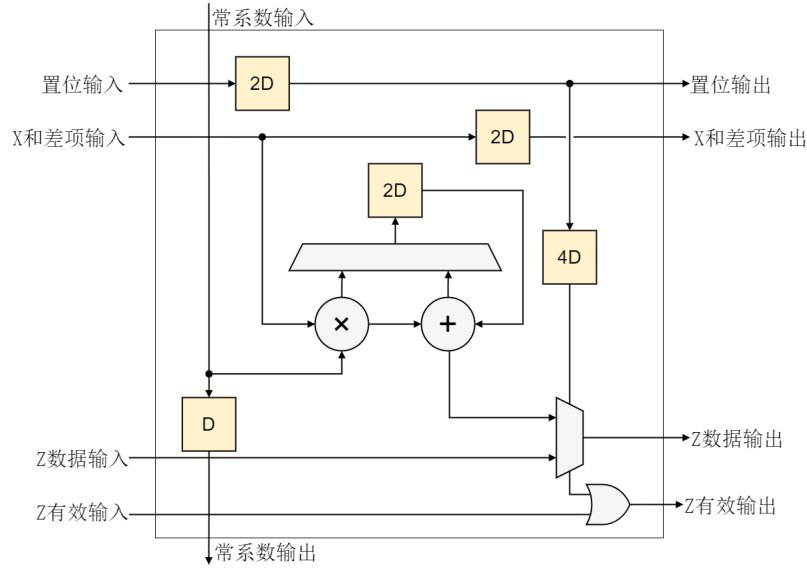 常系数输入
置位输入
2D
置位输出
X和差项输入
2D
X和差项输出
2D
4D
×
+
D
Z数据输入
Z数据输出
Z有效输入
Z有效输出
常系数输出